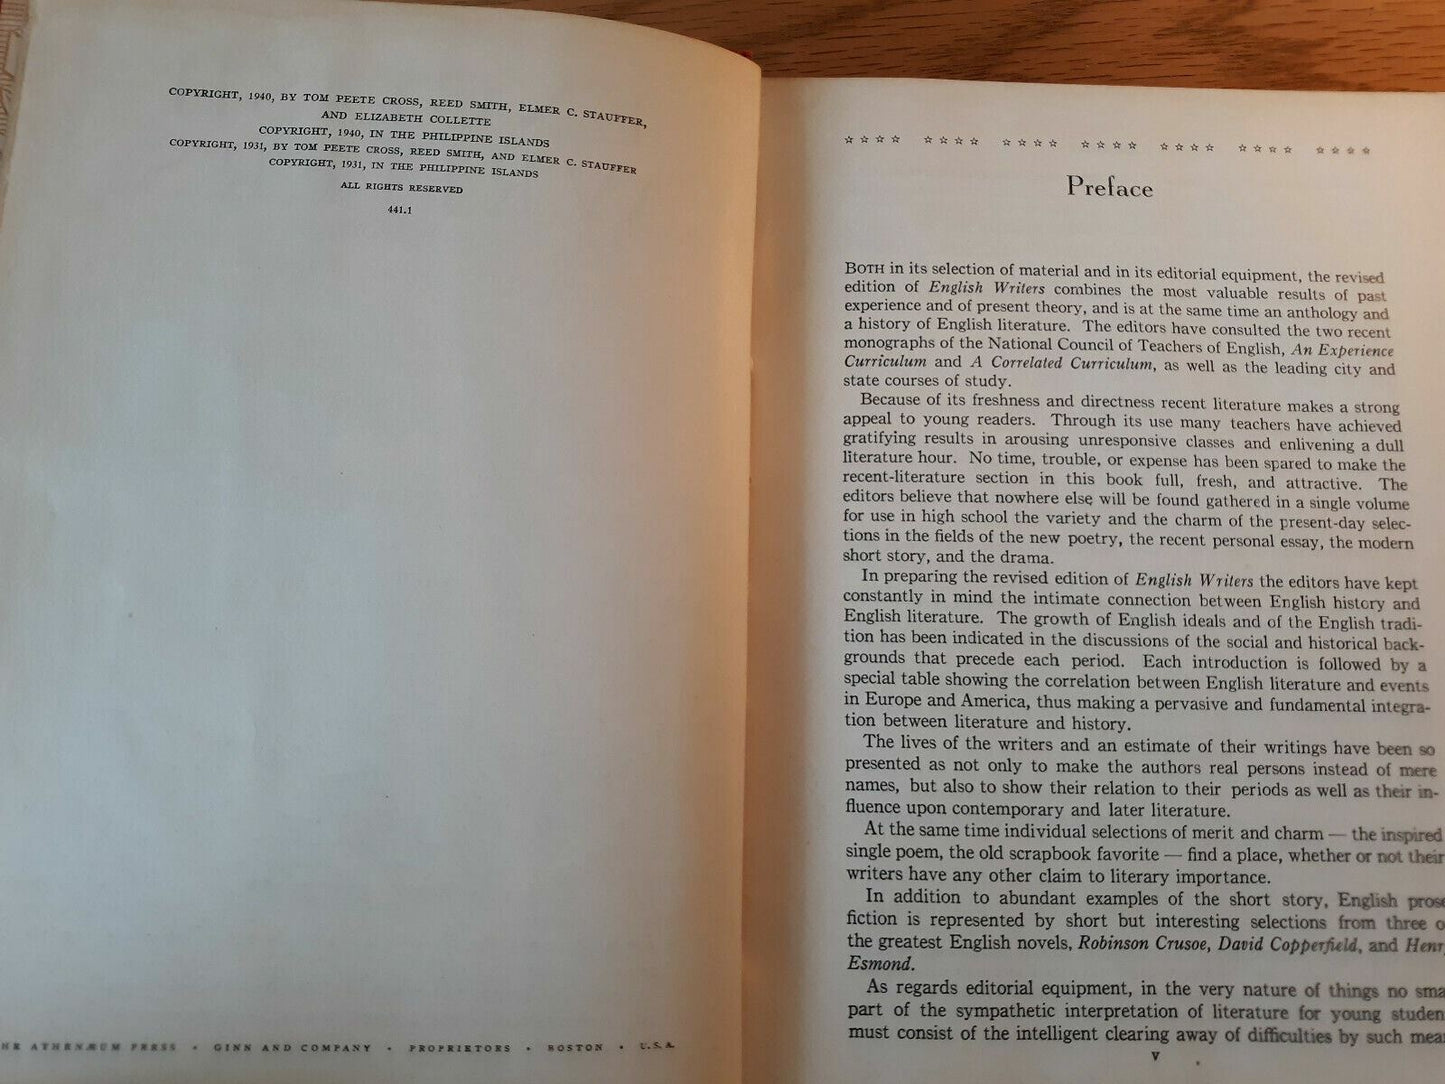 COPYRIGHT, 1940, BY TOM PEETE CROSS, REED SMITH, ELMER C. STAUFFER,
AND ELIZABETH COLLETTE
COPYRIGHT, 1940, IN THE PHILIPPINE ISLANDS
COPYRIGHT, 1931, BY TOM PEETE CROSS, REED SMITH, AND ELMER C. STAUFFER
COPYRIGHT, 1931, IN THE PHILIPPINE ISLANDS
ALL RIGHTS RESERVED
441.1
ATHENÆUM PRESS · GINN AND COMPANY · PROPRIETORS · BOSTON · U.S.A.
Preface
BOTH in its selection of material and in its editorial equipment, the revised
edition of English Writers combines the most valuable results of past
experience and of present theory, and is at the same time an anthology and
a history of English literature. The editors have consulted the two recent
monographs of the National Council of Teachers of English, An Experience
Curriculum and A Correlated Curriculum, as well as the leading city and
state courses of study.
Because of its freshness and directness recent literature makes a strong
appeal to young readers. Through its use many teachers have achieved
gratifying results in arousing unresponsive classes and enlivening a dull
literature hour. No time, trouble, or expense has been spared to make the
recent-literature section in this book full, fresh, and attractive. The
editors believe that nowhere else will be found gathered in a single volume
for use in high school the variety and the charm of the present-day selec-
tions in the fields of the new poetry, the recent personal essay, the modern
short story, and the drama.
In preparing the revised edition of English Writers the editors have kept
constantly in mind the intimate connection between English history and
English literature. The growth of English ideals and of the English tradi-
tion has been indicated in the discussions of the social and historical back-
grounds that precede each period. Each introduction is followed by a
special table showing the correlation between English literature and events
in Europe and America, thus making a pervasive and fundamental integra-
tion between literature and history.
The lives of the writers and an estimate of their writings have been so
presented as not only to make the authors real persons instead of mere
names, but also to show their relation to their periods as well as their in-
fluence upon contemporary and later literature.
At the same time individual selections of merit and charm — the inspired
single poem, the old scrapbook favorite — find a place, whether or not their
writers have any other claim to literary importance.
In addition to abundant examples of the short story, English prose
fiction is represented by short but interesting selections from three o
the greatest English novels, Robinson Crusoe, David Copperfield, and Henry
Esmond.
As regards editorial equipment, in the very nature of things no sma
part of the sympathetic interpretation of literature for young studen
must consist of the intelligent clearing away of difficulties by such mea
v